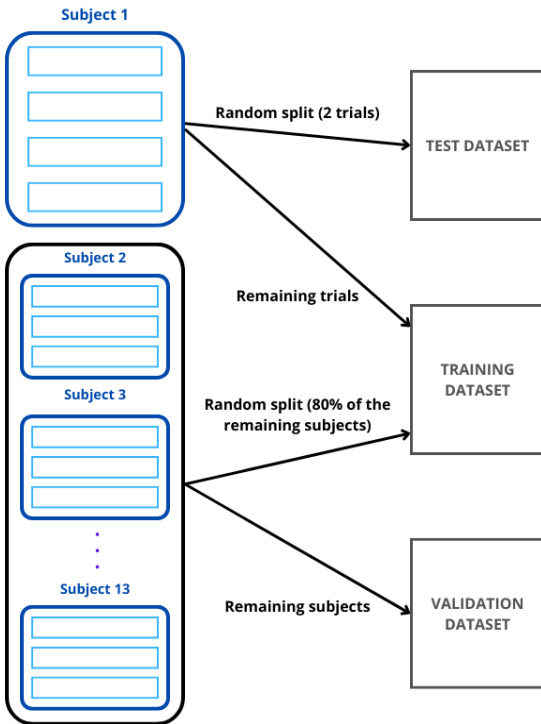 Subject 1
Random split (2 trials)
TEST DATASET
Subject 2
Remaining trials
TRAINING
DATASET
Subject 3
Random split (80% of the
remaining subjects)
Subject 13
Remaining subjects
VALIDATION
DATASET